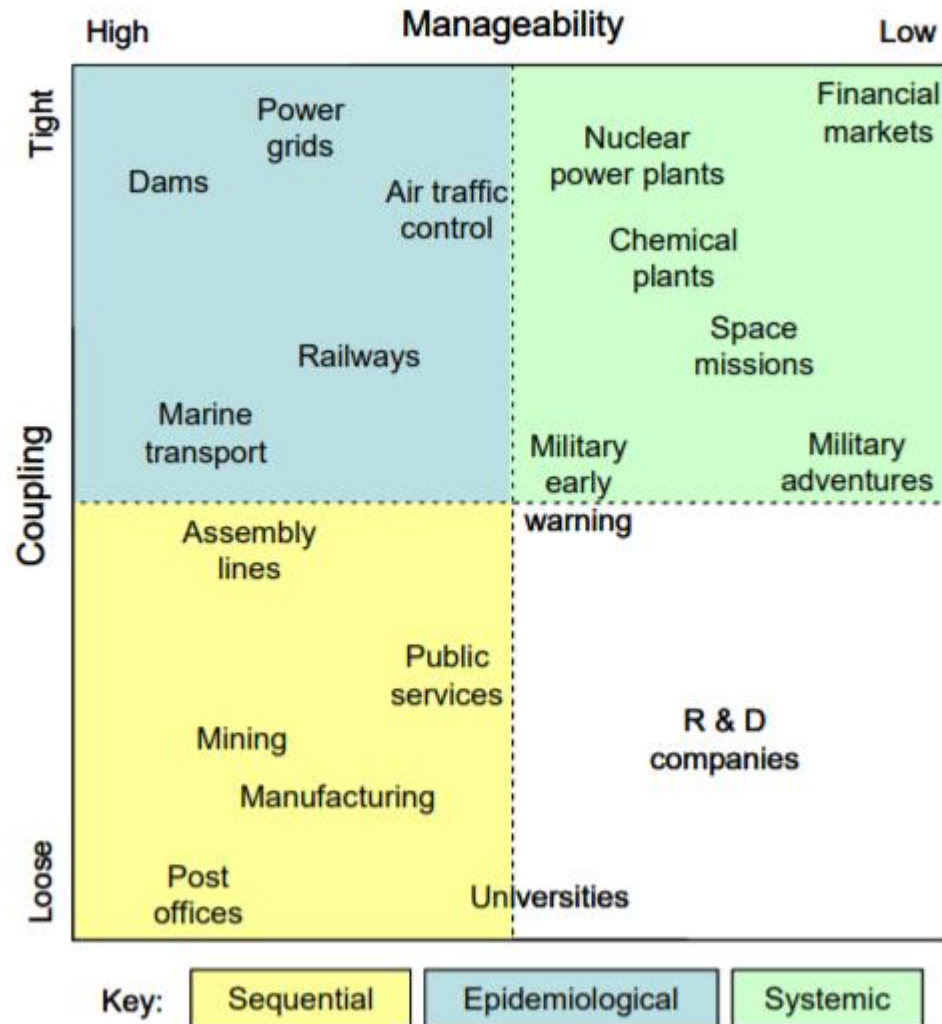 High Manageability Low
Tight
Coupling
Loose
Power
grids
Dams
Air traffic
control
Railways
Marine
transport
Financial
markets
Nuclear
power plants
Chemical
plants
Space
missions
Military
early
warning
Military
adventures
Assembly
lines
Public
services
Mining
Manufacturing
Post
offices
Universities
R & D
companies
Key: Sequential Epidemiological Systemic